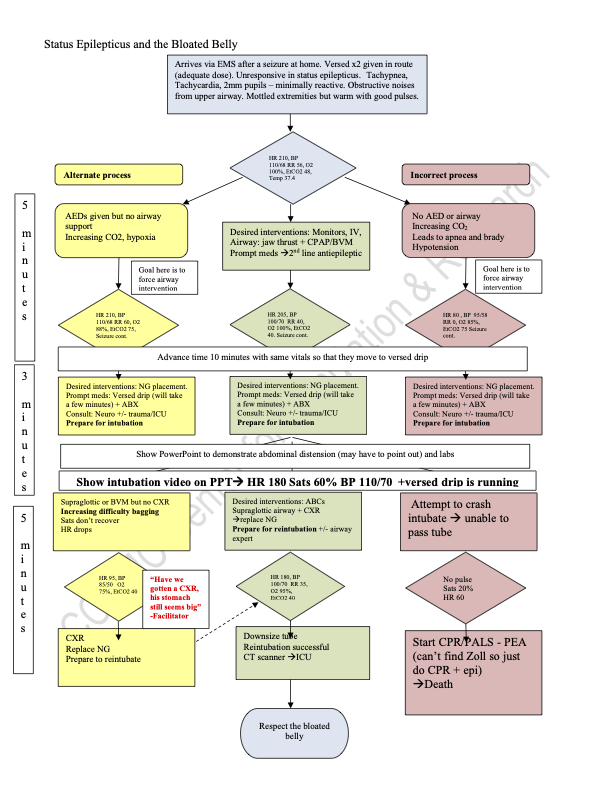 Status Epilepticus and the Bloated Belly
Arrives via EMS after a seizure at home. Versed x2 given in route
(adequate dose). Unresponsive in status epilepticus. Tachypnea,
Tachycardia, 2mm pupils – minimally reactive. Obstructive noises
from upper airway. Mottled extremities but warm with good pulses.
HR 210, BP
110/68 RR 56, O2
100%, EtCO2 48,
Temp 37.4
Alternate process
Incorrect process
5
m
i
n
u
t
e
s
AEDs given but no airway
support
Increasing CO2, hypoxia
Desired interventions: Monitors, IV,
Airway: jaw thrust + CPAP/BVM
Prompt meds →2nd line antiepileptic
No AED or airway
Increasing CO2
Leads to apnea and brady
Hypotension
Goal here is to
force airway
intervention
Goal here is to
force airway
intervention
HR 210, BP
110/68 RR 60, O2
88%, EtCO2 75,
Seizure cont.
HR 205, BP
100/70 RR 40,
O2 100%, EtCO2
40. Seizure cont.
HR 80 , BP 95/58
RR 0, O2 85%,
EtCO2 75 Seizure
cont.
Advance time 10 minutes with same vitals so that they move to versed drip
3
m
i
n
u
t
e
s
Desired interventions: NG placement.
Prompt meds: Versed drip (will take
a few minutes) + ABX
Consult: Neuro +/- trauma/ICU
Prepare for intubation
Desired interventions: NG placement.
Prompt meds: Versed drip (will take
a few minutes) + ABX
Consult: Neuro +/- trauma/ICU
Prepare for intubation
Desired interventions: NG placement.
Prompt meds: Versed drip (will take
a few minutes) + ABX
Consult: Neuro +/- trauma/ICU
Prepare for intubation
Show PowerPoint to demonstrate abdominal distension (may have to point out) and labs
Show intubation video on PPT→ HR 180 Sats 60% BP 110/70 +versed drip is running
5
m
i
n
u
t
e
s
Supraglottic or BVM but no CXR
Increasing difficulty bagging
Sats don't recover
HR drops
Desired interventions: ABCs
Supraglottic airway + CXR
→replace NG
Prepare for reintubation +/- airway
expert
Attempt to crash
intubate → unable to
pass tube
HR 95, BP
85/50 O2
75%, EtCO2 40
"Have we
gotten a CXR,
his stomach
still seems big"
-Facilitator
HR 180, BP
100/70 RR 35,
O2 95%,
EtCO2 40
No pulse
Sats 20%
HR 60
CXR
Replace NG
Prepare to reintubate
Downsize tube
Reintubation successful
CT scanner →ICU
Start CPR/PALS - PEA
(can't find Zoll so just
do CPR + epi)
→Death
Respect the bloated
belly